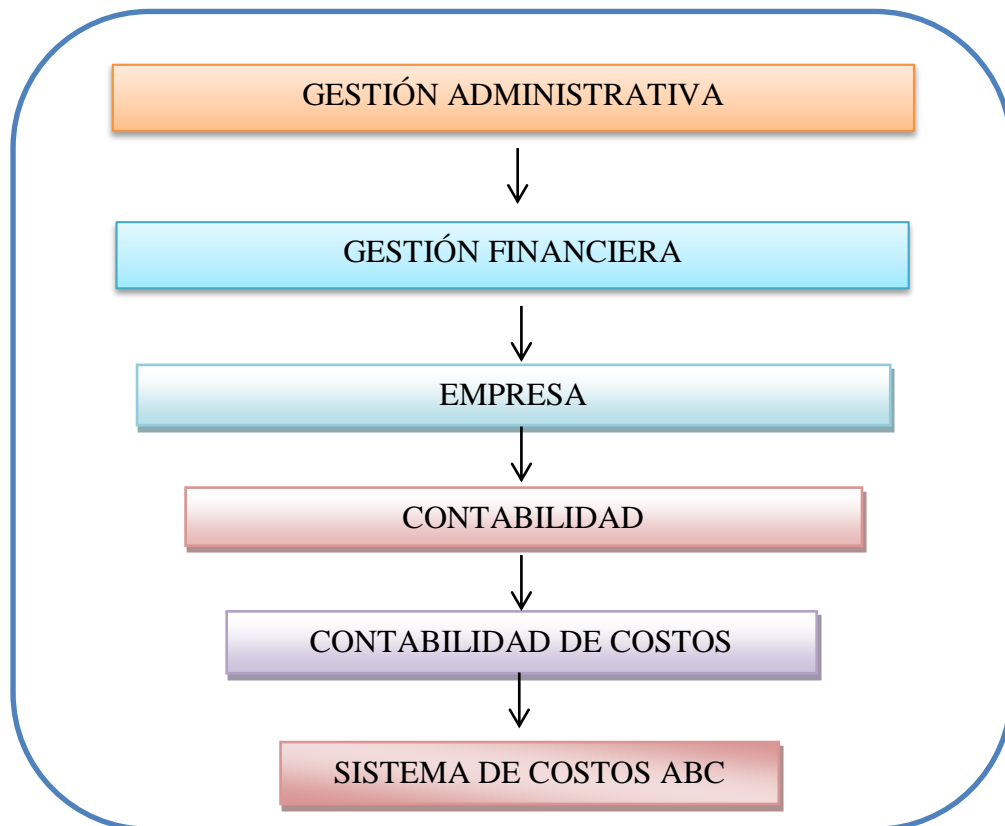 GESTIÓN ADMINISTRATIVA
GESTIÓN FINANCIERA
EMPRESA
CONTABILIDAD
CONTABILIDAD DE COSTOS
SISTEMA DE COSTOS ABC